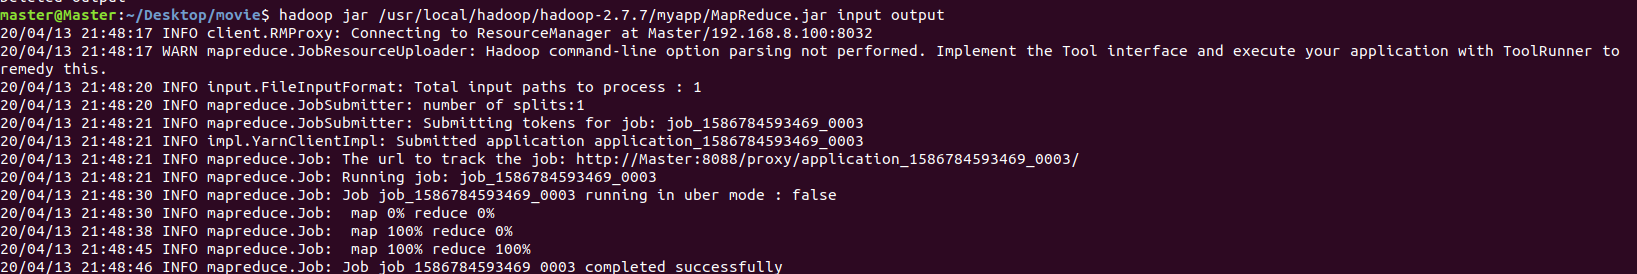 Deleted output
master@Master:~/Desktop/movie$ hadoop jar /usr/local/hadoop/hadoop-2.7.7/myapp/MapReduce.jar input output
20/04/13 21:48:17 INFO client.RMProxy: Connecting to ResourceManager at Master/192.168.8.100:8032
20/04/13 21:48:17 WARN mapreduce.JobResourceUploader: Hadoop command-line option parsing not performed. Implement the Tool interface and execute your application with ToolRunner to
remedy this.
20/04/13 21:48:20 INFO input.FileInputFormat: Total input paths to process : 1
20/04/13 21:48:20 INFO mapreduce.JobSubmitter: number of splits:1
20/04/13 21:48:21 INFO mapreduce.JobSubmitter: Submitting tokens for job: job_1586784593469_0003
20/04/13 21:48:21 INFO impl.YarnClientImpl: Submitted application application_1586784593469_0003
20/04/13 21:48:21 INFO mapreduce.Job: The url to track the job: http://Master:8088/proxy/application_1586784593469_0003/
20/04/13 21:48:21 INFO mapreduce.Job: Running job: job_1586784593469_0003
20/04/13 21:48:30 INFO mapreduce.Job: Job job_1586784593469_0003 running in uber mode : false
20/04/13 21:48:30 INFO mapreduce.Job:  map 0% reduce 0%
20/04/13 21:48:38 INFO mapreduce.Job:  map 100% reduce 0%
20/04/13 21:48:45 INFO mapreduce.Job:  map 100% reduce 100%
20/04/13 21:48:46 INFO mapreduce.Job: Job job_1586784593469_0003 completed successfully